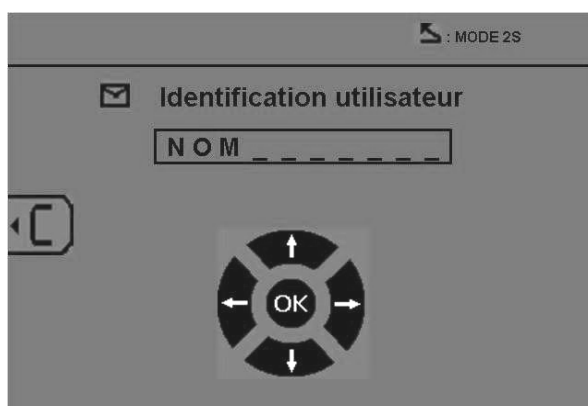 : MODE 2S
Identification utilisateur
NOM_______
C
OK